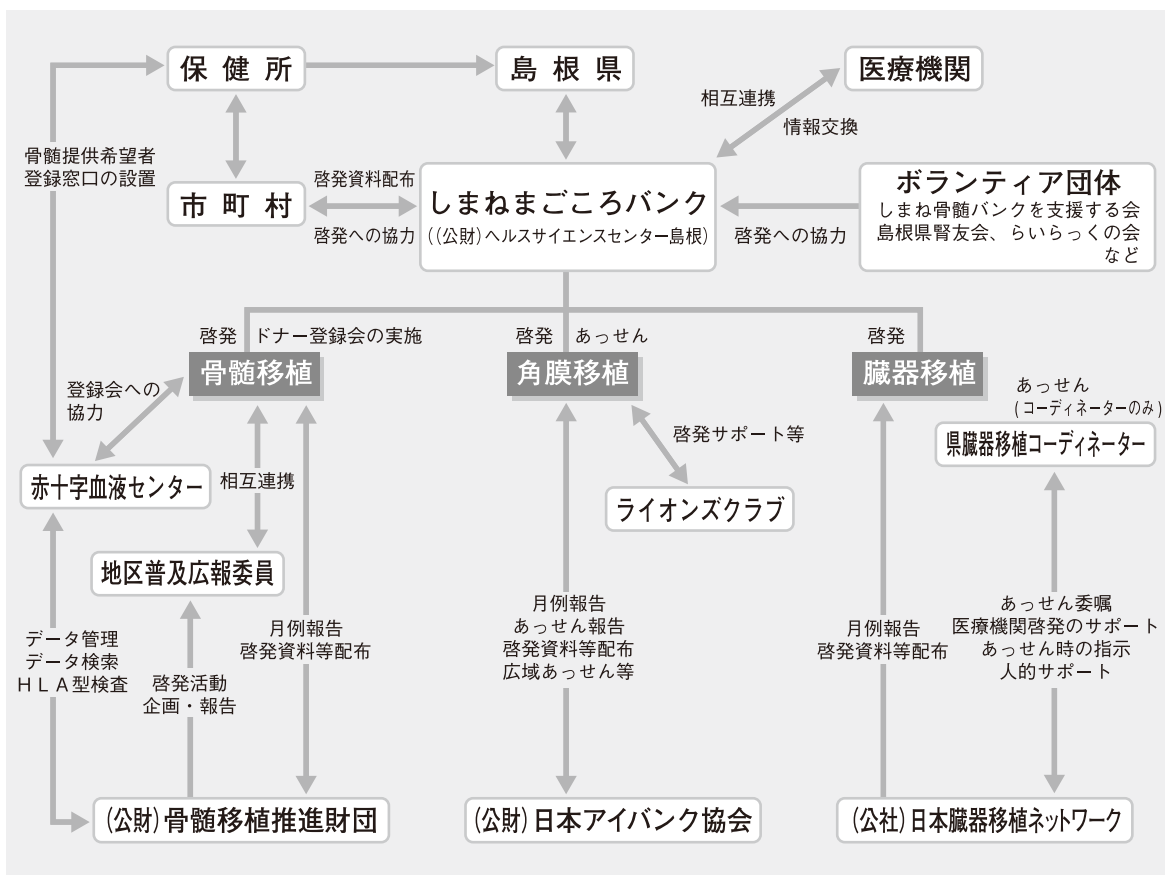 保健所
島根県
医療機関
相互連携
情報交換
骨髄提供希望者
登録窓口の設置
市町村
啓発資料配布
啓発への協力
しまねまごころバンク
((公財)ヘルスサイエンスセンター島根)
啓発への協力
ボランティア団体
しまね骨髄バンクを支援する会
島根県腎友会、らいらっくの会
など
啓発 ドナー登録会の実施
骨髄移植
啓発 あっせん
角膜移植
啓発
臓器移植
登録会への
協力
あっせん
(コーディネーターのみ)
県臓器移植コーディネーター
啓発サポート等
赤十字血液センター
相互連携
ライオンズクラブ
地区普及広報委員
データ管理
データ検索
HLA型検査
啓発活動
企画・報告
月例報告
啓発資料等配布
月例報告
あっせん報告
啓発資料等配布
広域あっせん等
月例報告
啓発資料等配布
あっせん委嘱
医療機関啓発のサポート
あっせん時の指示
人的サポート
(公財)骨髄移植推進財団
(公財)日本アイバンク協会
(公社)日本臓器移植ネットワーク